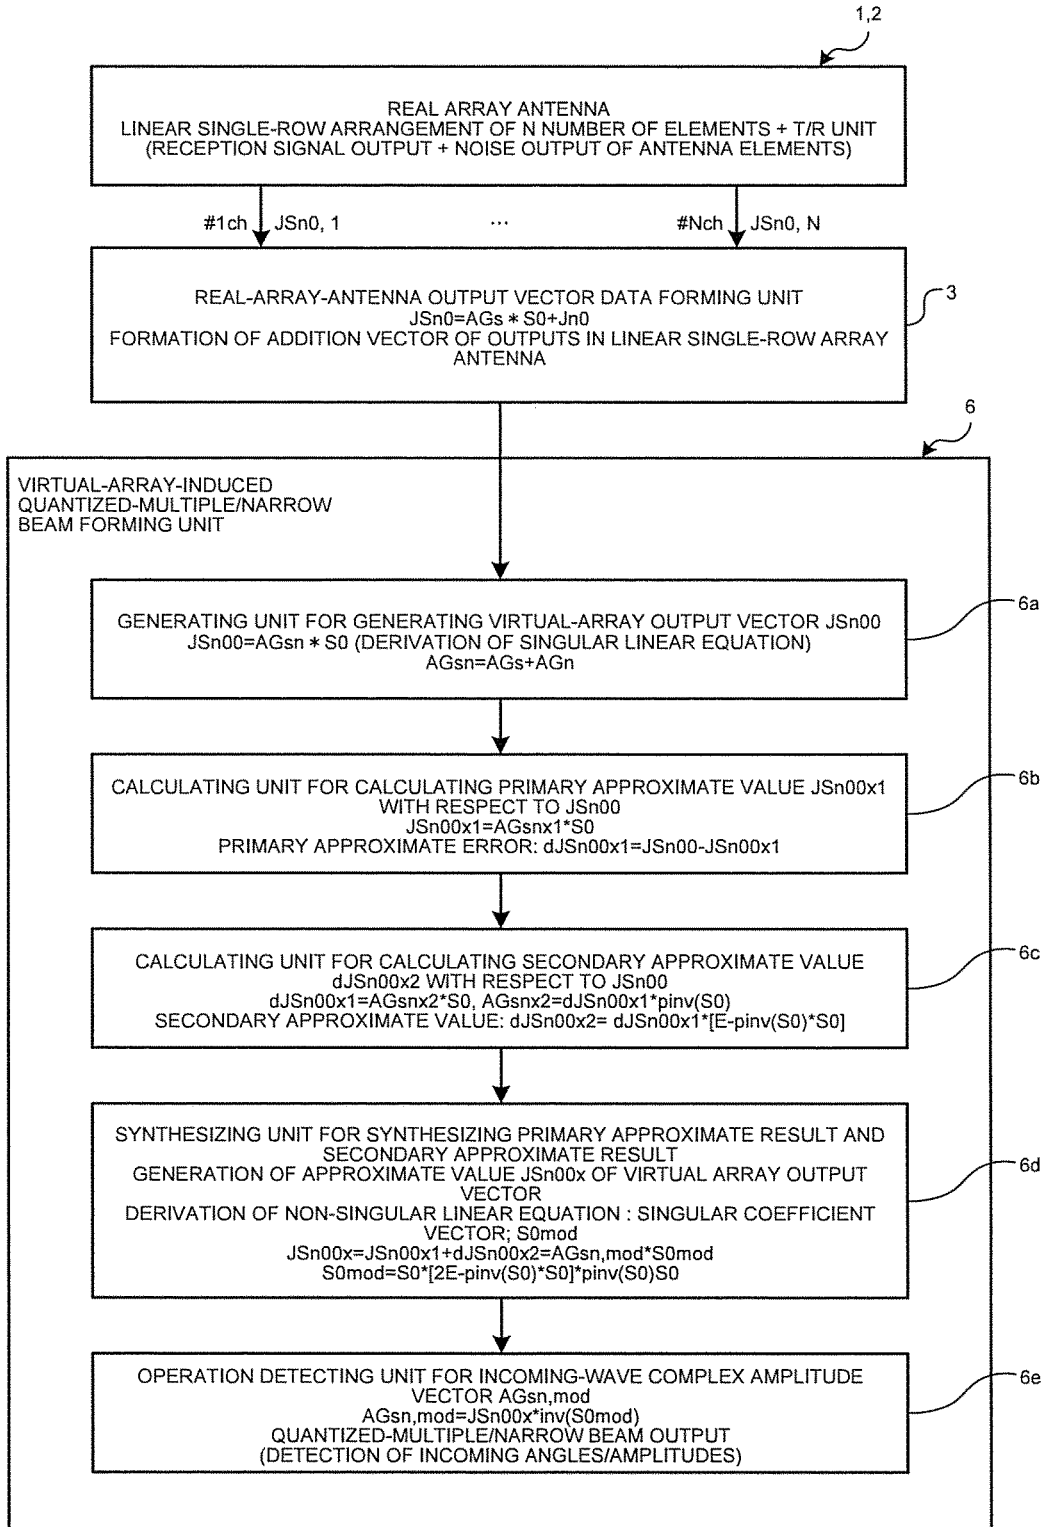 1,2
REAL ARRAY ANTENNA
LINEAR SINGLE-ROW ARRANGEMENT OF N NUMBER OF ELEMENTS + T/R UNIT
(RECEPTION SIGNAL OUTPUT + NOISE OUTPUT OF ANTENNA ELEMENTS)
#1ch JSn0, 1 ... #Nch JSn0, N
3
REAL-ARRAY-ANTENNA OUTPUT VECTOR DATA FORMING UNIT
JSn0=AGs * S0+Jn0
FORMATION OF ADDITION VECTOR OF OUTPUTS IN LINEAR SINGLE-ROW ARRAY
ANTENNA
6
VIRTUAL-ARRAY-INDUCED
QUANTIZED-MULTIPLE/NARROW
BEAM FORMING UNIT
6a
GENERATING UNIT FOR GENERATING VIRTUAL-ARRAY OUTPUT VECTOR JSn00
JSn00=AGsn * S0 (DERIVATION OF SINGULAR LINEAR EQUATION)
AGsn=AGs+AGn
6b
CALCULATING UNIT FOR CALCULATING PRIMARY APPROXIMATE VALUE JSn00x1
WITH RESPECT TO JSn00
JSn00x1=AGsnx1*S0
PRIMARY APPROXIMATE ERROR: dJSn00x1=JSn00-JSn00x1
6c
CALCULATING UNIT FOR CALCULATING SECONDARY APPROXIMATE VALUE
dJSn00x2 WITH RESPECT TO JSn00
dJSn00x1=AGsnx2*S0, AGsnx2=dJSn00x1*pinv(S0)
SECONDARY APPROXIMATE VALUE: dJSn00x2= dJSn00x1*[E-pinv(S0)*S0]
6d
SYNTHESIZING UNIT FOR SYNTHESIZING PRIMARY APPROXIMATE RESULT AND
SECONDARY APPROXIMATE RESULT
GENERATION OF APPROXIMATE VALUE JSn00x OF VIRTUAL ARRAY OUTPUT
VECTOR
DERIVATION OF NON-SINGULAR LINEAR EQUATION : SINGULAR COEFFICIENT
VECTOR; S0mod
JSn00x=JSn00x1+dJSn00x2=AGsn,mod*S0mod
S0mod=S0*[2E-pinv(S0)*S0]*pinv(S0)S0
6e
OPERATION DETECTING UNIT FOR INCOMING-WAVE COMPLEX AMPLITUDE
VECTOR AGsn,mod
AGsn,mod=JSn00x*inv(S0mod)
QUANTIZED-MULTIPLE/NARROW BEAM OUTPUT
(DETECTION OF INCOMING ANGLES/AMPLITUDES)